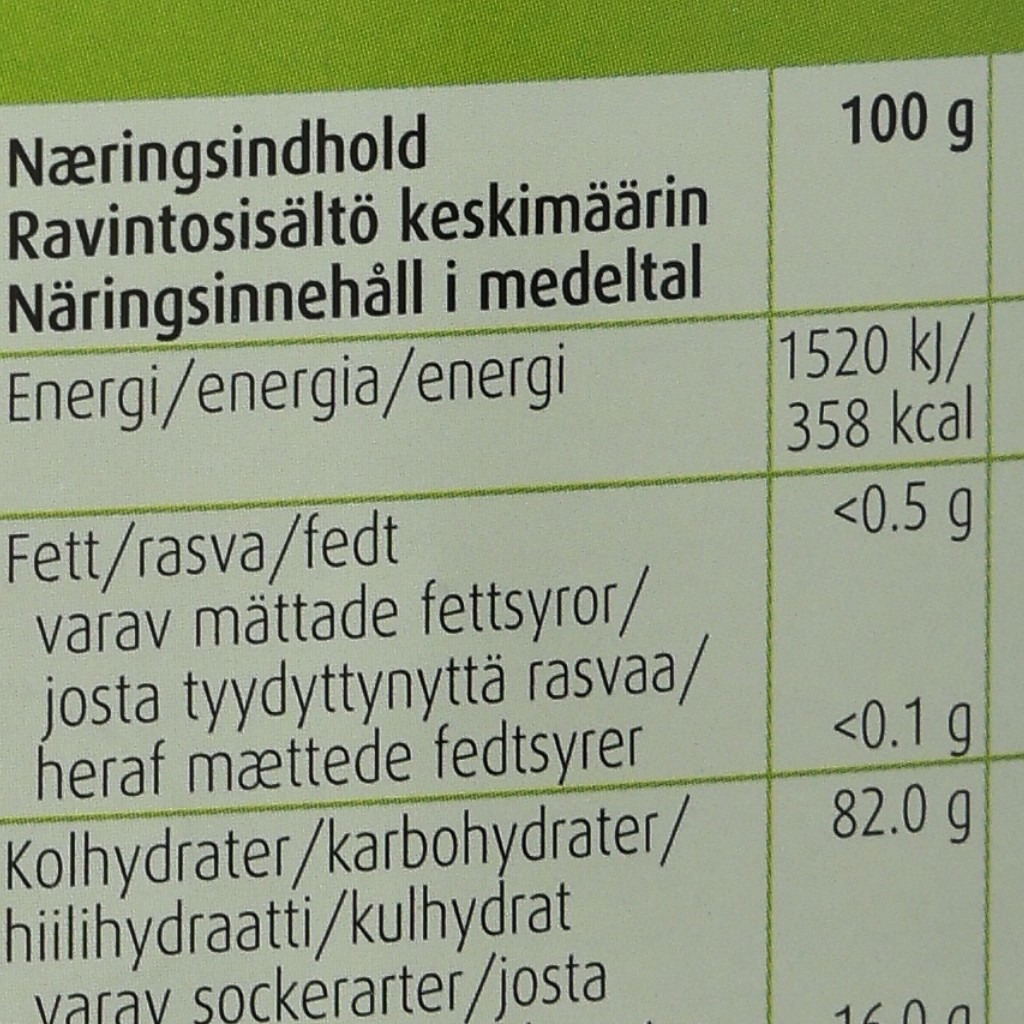 Næringsindhold 100 g
Ravintosisältö keskimäärin
Näringsinnehåll i medeltal
Energi/energia/energi 1520 kJ/
358 kcal
Fett/rasva/fedt <0.5 g
varav mättade fettsyror/
josta tyydyttynyttä rasvaa/
heraf mættede fedtsyrer <0.1 g
Kolhydrater/karbohydrater/ 82.0 g
hiilihydraatti/kulhydrat
varav sockerarter/josta
16.0 g